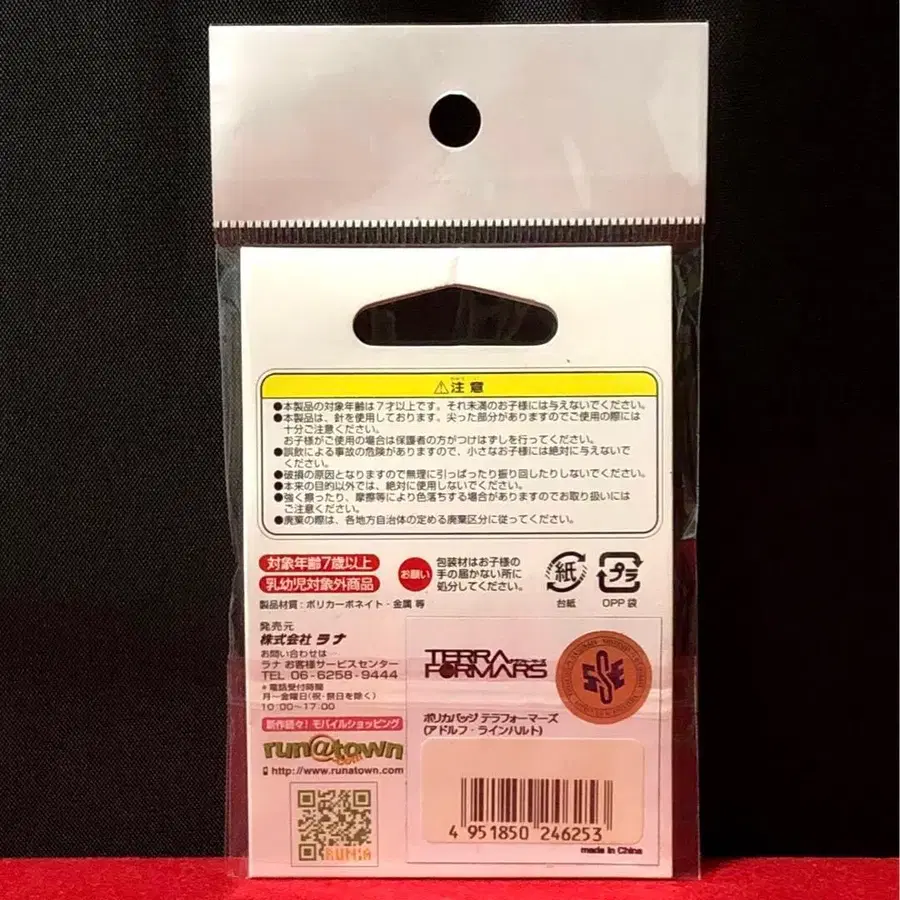 ⚠注意
●本製品の対象年齢は7才以上です。それ未満のお子様には与えないでください。
●本製品は、針を使用しております。尖った部分がありますのでご使用の際には
十分ご注意ください。
お子様がご使用の場合は保護者の方がつけはずしを行ってください。
●誤飲による事故の危険がありますので、小さなお子様には絶対に与えないで
ください。
●破損の原因となりますので無理に引っぱったり振り回したりしないでください。
●本来の目的以外では、絶対に使用しないでください。
●強く擦ったり、摩擦等により色落ちする場合がありますのでお取り扱いには
ご注意ください。
●廃棄の際は、各地方自治体の定める廃棄区分に従ってください。
対象年齢7歳以上
乳幼児対象外商品
お願い
包装材はお子様の
手の届かない所に
処分してください。
紙
台紙
プラ
OPP袋
製品材質:ポリカーボネイト・金属 等
発売元
株式会社 ラナ
お問い合わせは
ラナ お客様サービスセンター
TEL 06-6258-9444
*電話受付時間
月~金曜日(祝・祭日を除く)
10:00~17:00
新作続々!モバイルショッピング
run@town
.com
http://www.runatown.com
RUNA
TERRA
FORMARS
ポリカバッジ テラフォーマーズ
(アドルフ・ラインハルト)
4 951850 246253
made in China